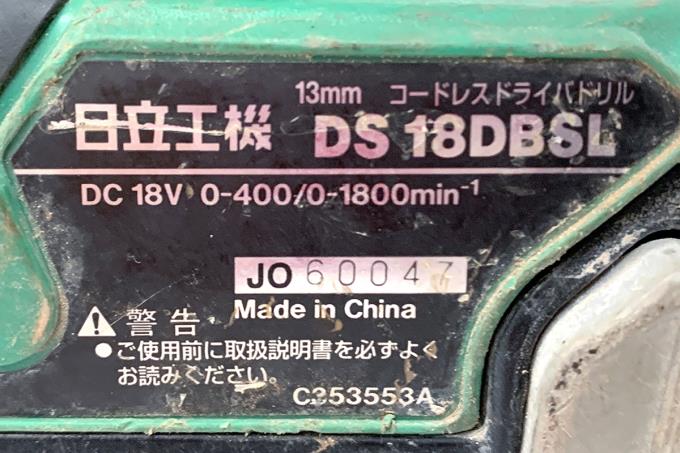 13mm コードレスドライバドリル
日立工機 DS 18DBSL
DC 18V 0-400/0-1800min⁻¹
JO 60047
Made in China
⚠ 警告
●ご使用前に取扱説明書を必ずよく
お読みください。
C353553A